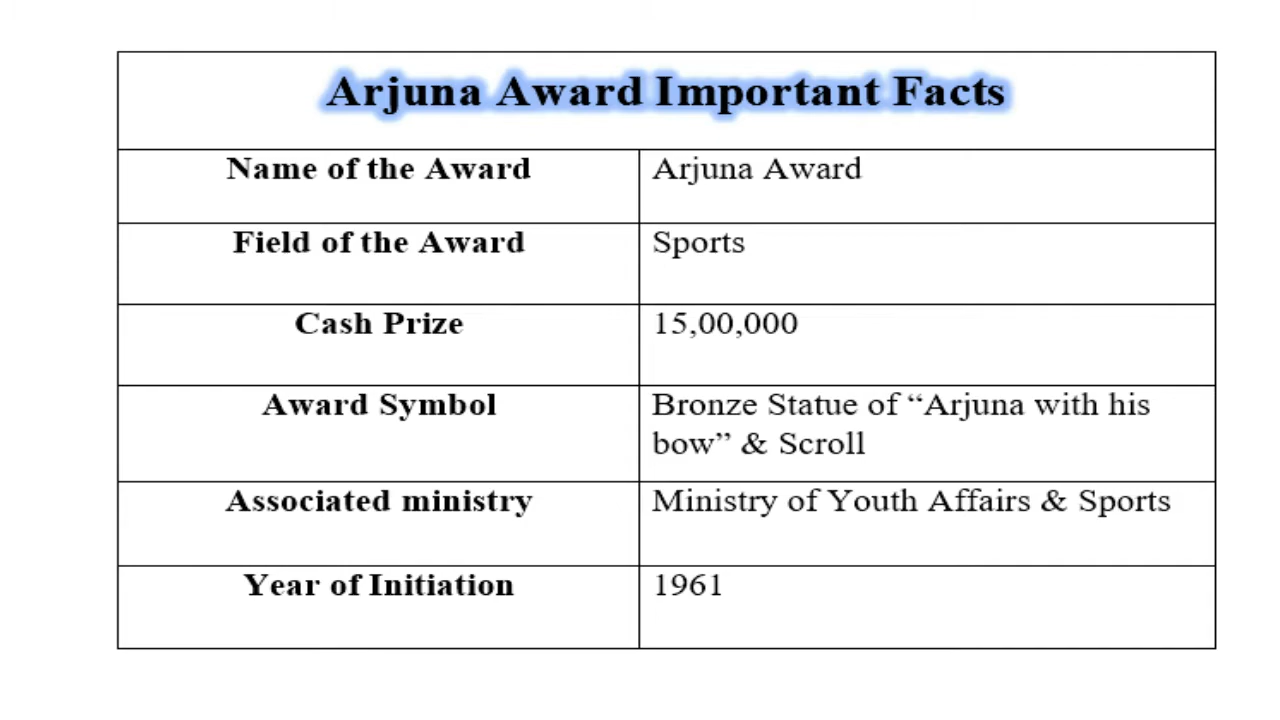 Arjuna Award Important Facts
Name of the Award
Arjuna Award
Field of the Award
Sports
Cash Prize
15,00,000
Award Symbol
Bronze Statue of “Arjuna with his
bow” & Scroll
Associated ministry
Ministry of Youth Affairs & Sports
Year of Initiation
1961